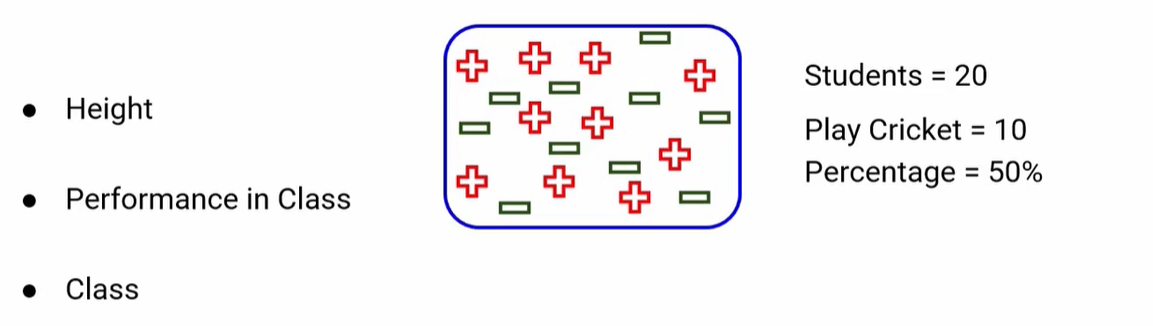 Height
Performance in Class
Class
Students = 20
Play Cricket = 10
Percentage = 50%